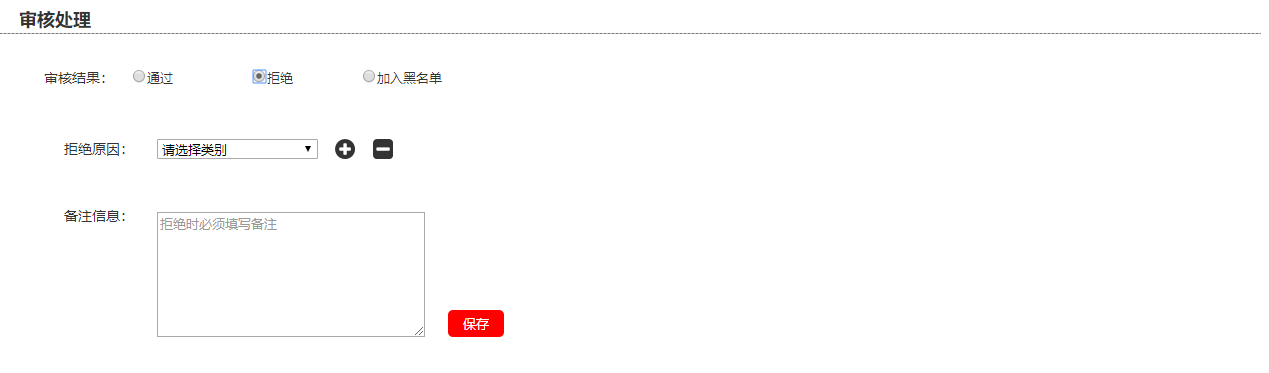 审核处理
审核结果： 通过 拒绝 加入黑名单
拒绝原因： 请选择类别
备注信息： 拒绝时必须填写备注
保存